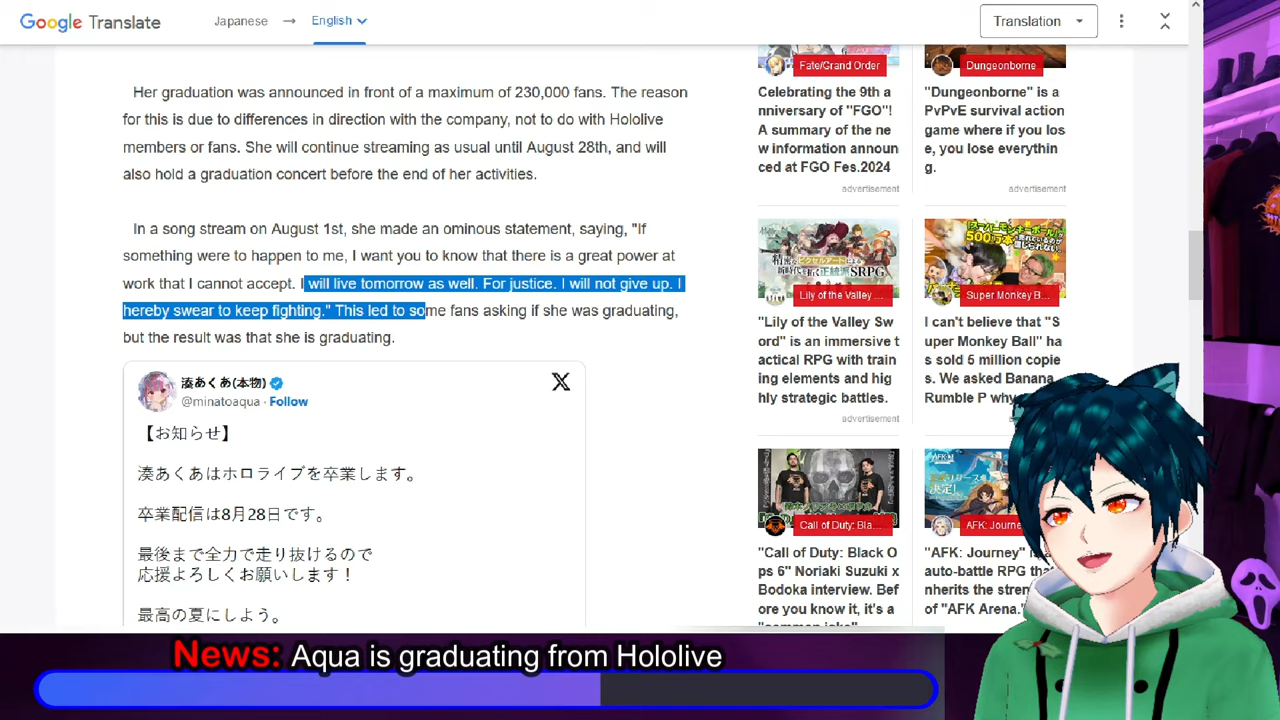 Google Translate
Japanese
English
Translation
Her graduation was announced in front of a maximum of 230,000 fans. The reason
for this is due to differences in direction with the company, not to do with Hololive
members or fans. She will continue streaming as usual until August 28th, and will
also hold a graduation concert before the end of her activities.
In a song stream on August 1st, she made an ominous statement, saying, "If
something were to happen to me, I want you to know that there is a great power at
work that I cannot accept. I will live tomorrow as well. For justice. I will not give up. I
hereby swear to keep fighting." This led to some fans asking if she was graduating,
but the result was that she is graduating.
湊あくあ(本物)
@minatoaqua · Follow
【お知らせ】
湊あくあはホロライブを卒業します。
卒業配信は8月28日です。
最後まで全力で走り抜けるので
応援よろしくお願いします！
最高の夏にしよう。
Fate/Grand Order
Celebrating the 9th a
nniversary of "FGO"!
A summary of the ne
w information announ
ced at FGO Fes.2024
advertisement
Dungeonborne
"Dungeonborne" is a
PvPvE survival action
game where if you los
e, you lose everythin
g.
advertisement
Lily of the Valley ...
"Lily of the Valley Sw
ord" is an immersive t
actical RPG with train
ing elements and hig
hly strategic battles.
advertisement
500万本
Super Monkey B...
I can't believe that "S
uper Monkey Ball" ha
s sold 5 million copie
s. We asked Banana
Rumble P why
Call of Duty: Bla...
"Call of Duty: Black O
ps 6" Noriaki Suzuki x
Bodoka interview. Bef
ore you know it, it's a
"common joke"
AFK: Journe
"AFK: Journey" is a
auto-battle RPG tha
nherits the stren
of "AFK Arena."
News: Aqua is graduating from Hololive